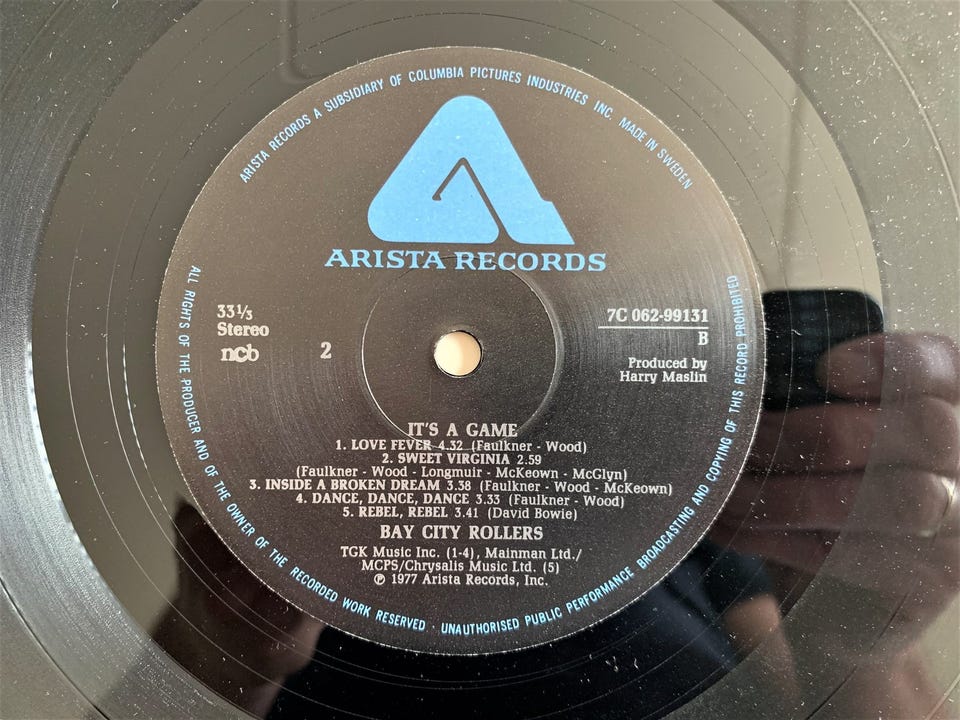 ARISTA RECORDS A SUBSIDIARY OF COLUMBIA PICTURES INDUSTRIES INC. MADE IN SWEDEN
ARISTA RECORDS
33⅓
Stereo
ncb
2
7C 062-99131
B
Produced by
Harry Maslin
IT'S A GAME
1. LOVE FEVER 4.32 (Faulkner - Wood)
2. SWEET VIRGINIA 2.59
(Faulkner - Wood - Longmuir - McKeown - McGlyn)
3. INSIDE A BROKEN DREAM 3.38 (Faulkner - Wood - McKeown)
4. DANCE, DANCE, DANCE 3.33 (Faulkner - Wood)
5. REBEL, REBEL 3.41 (David Bowie)
BAY CITY ROLLERS
TGK Music Inc. (1-4), Mainman Ltd./
MCPS/Chrysalis Music Ltd. (5)
℗ 1977 Arista Records, Inc.
ALL RIGHTS OF THE PRODUCER AND OF THE OWNER OF THE RECORDED WORK RESERVED · UNAUTHORISED PUBLIC PERFORMANCE BROADCASTING AND COPYING OF THIS RECORD PROHIBITED